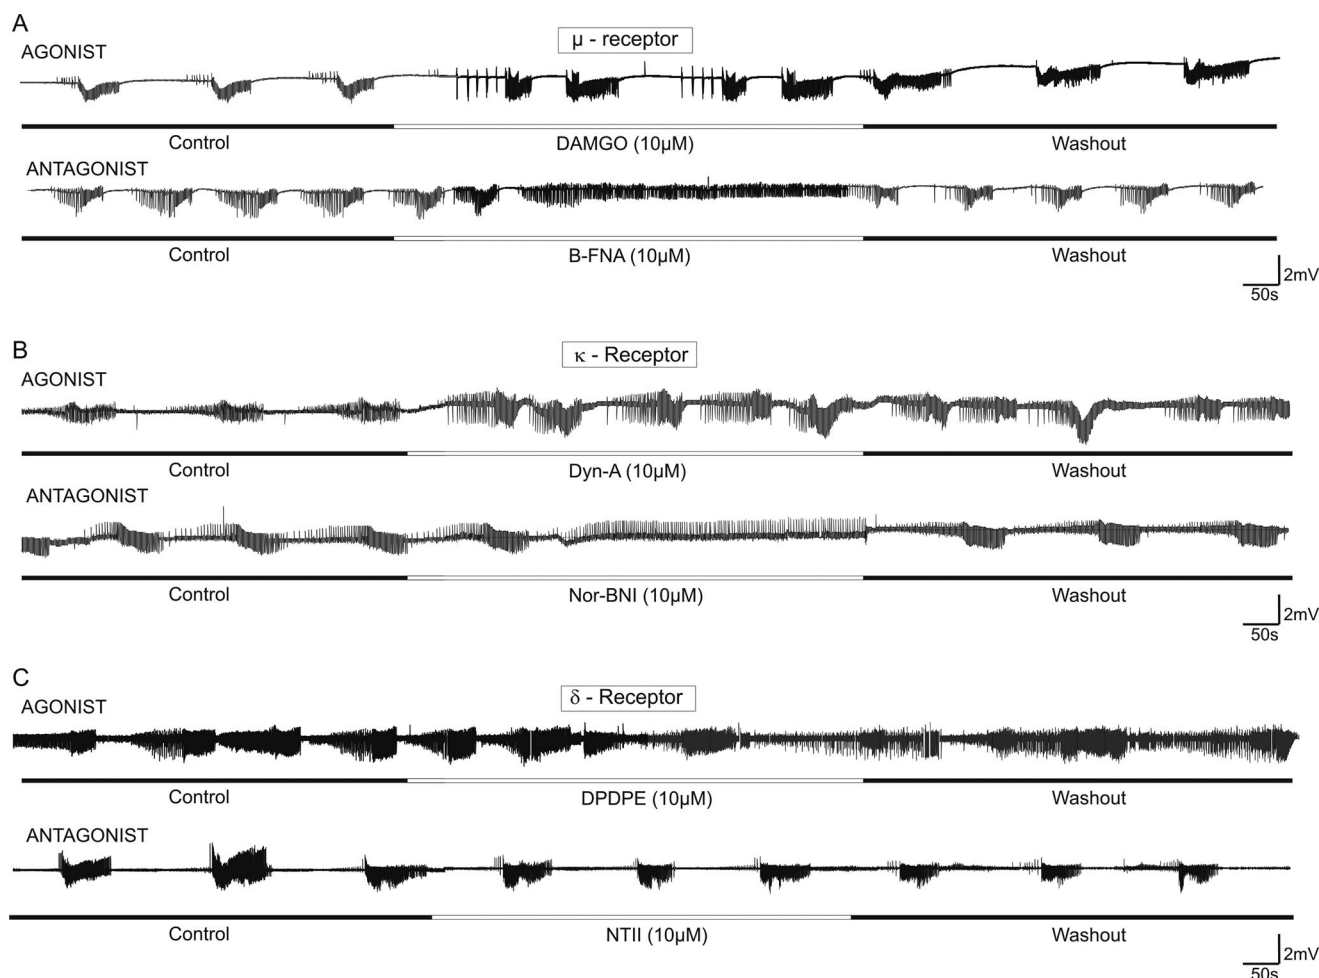 A
AGONIST
μ - receptor
Control
DAMGO (10μM)
Washout
ANTAGONIST
Control
B-FNA (10μM)
Washout
2mV
50s
B
κ - Receptor
AGONIST
Control
Dyn-A (10μM)
Washout
ANTAGONIST
Control
Nor-BNI (10μM)
Washout
2mV
50s
C
δ - Receptor
AGONIST
Control
DPDPE (10μM)
Washout
ANTAGONIST
Control
NTII (10μM)
Washout
2mV
50s